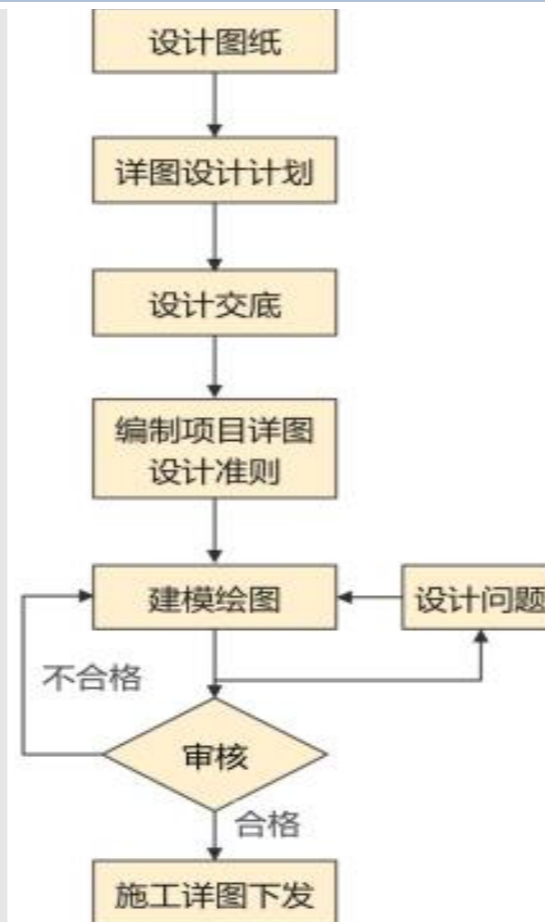 设计图纸
详图设计计划
设计交底
编制项目详图
设计准则
建模绘图
设计问题
不合格
审核
合格
施工详图下发